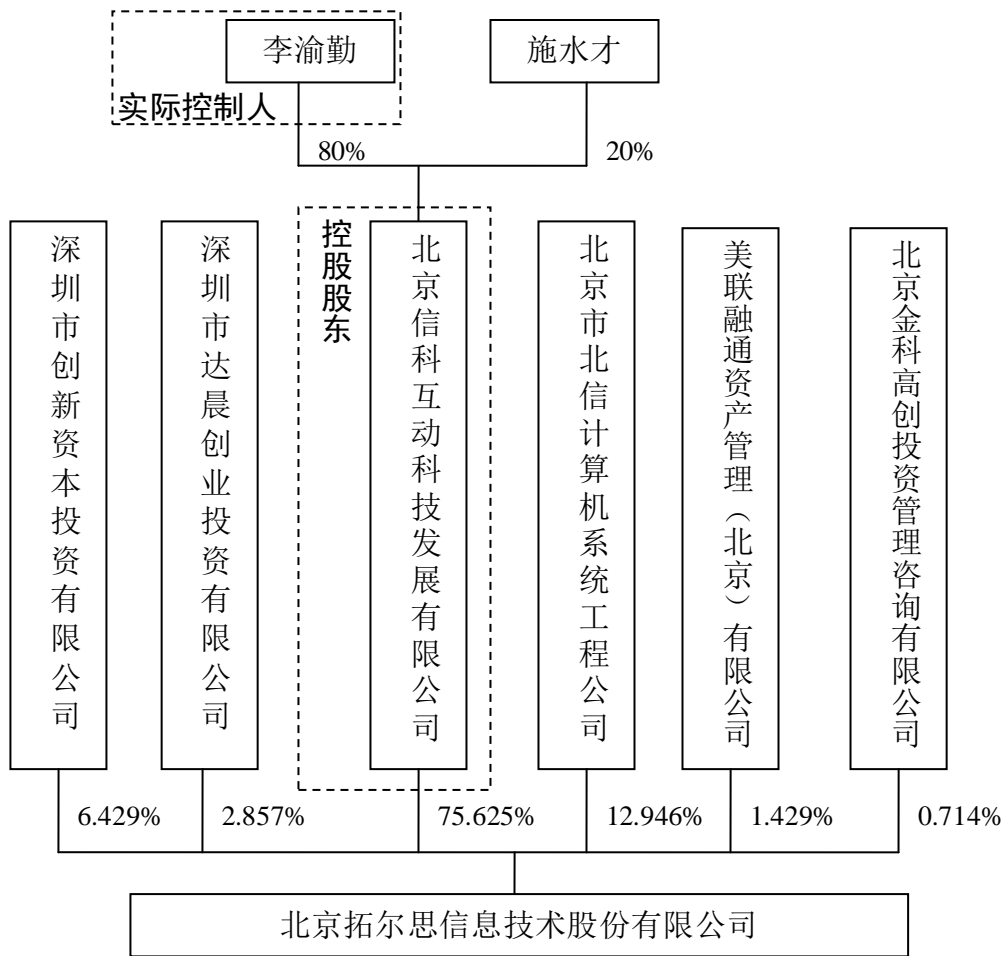 李渝勤
施水才
实际控制人
80%
20%
深圳市创新资本投资有限公司
深圳市达晨创业投资有限公司
控股股东
北京信科互动科技发展有限公司
北京市北信计算机系统工程公司
美联融通资产管理（北京）有限公司
北京金科高创投资管理咨询有限公司
6.429%
2.857%
75.625%
12.946%
1.429%
0.714%
北京拓尔思信息技术股份有限公司